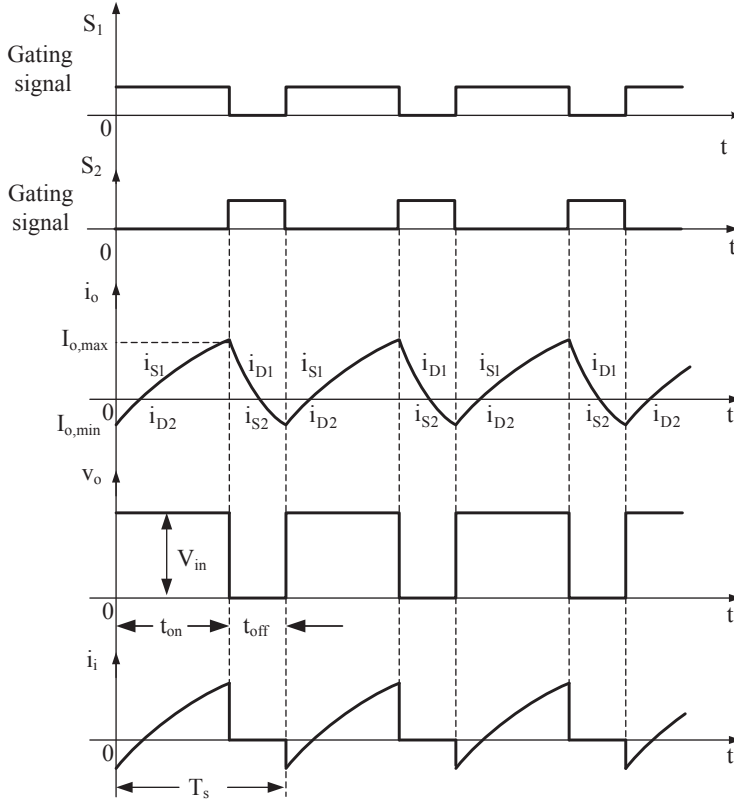 S1
Gating
signal
0
t
S2
Gating
signal
0
t
io
Io,max
iS1 iD1 iS1 iD1 iS1 iD1
0
t
iD2 iS2 iD2 iS2 iD2 iS2 iD2
Io,min
vo
Vin
0
t
ton toff
ii
0
t
Ts